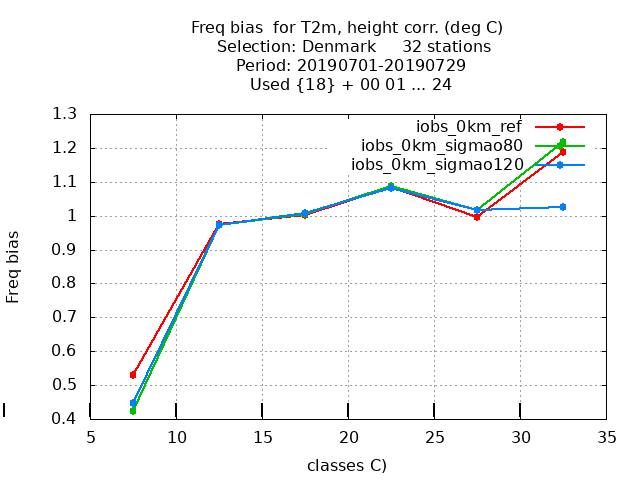 Freq bias  for T2m, height corr. (deg C)
Selection: Denmark     32 stations
Period: 20190701-20190729
Used {18} + 00 01 ... 24
iobs_0km_ref
iobs_0km_sigmao80
iobs_0km_sigmao120
Freq bias
1.3
1.2
1.1
1
0.9
0.8
0.7
0.6
0.5
0.4
5 10 15 20 25 30 35
classes C)